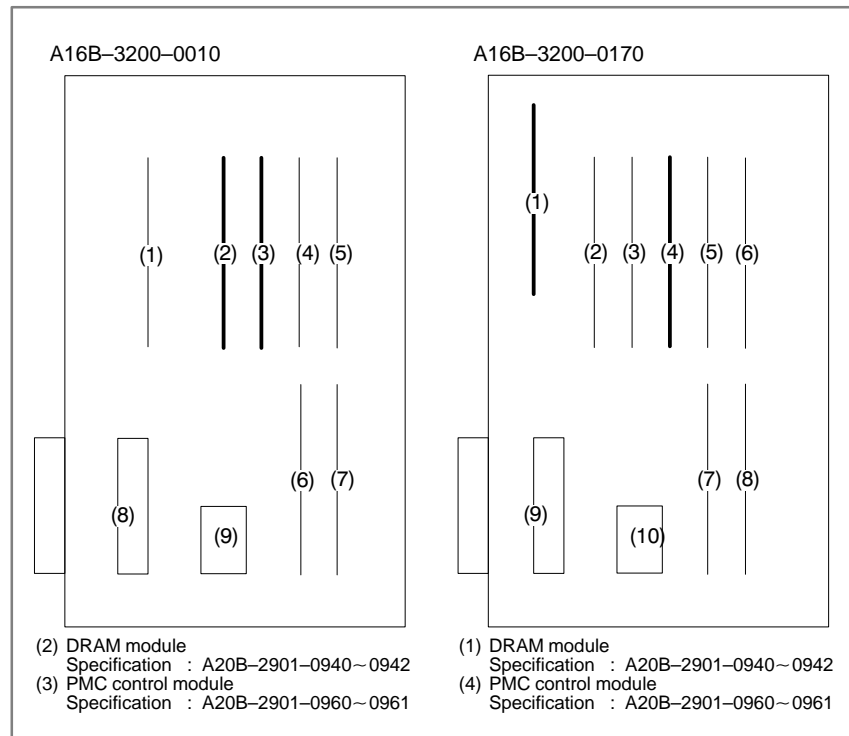 A16B–3200–0010
(1)
(2)
(3)
(4)
(5)
(6)
(7)
(8)
(9)
(2) DRAM module
Specification : A20B–2901–0940~0942
(3) PMC control module
Specification : A20B–2901–0960~0961
A16B–3200–0170
(1)
(2)
(3)
(4)
(5)
(6)
(7)
(8)
(9)
(10)
(1) DRAM module
Specification : A20B–2901–0940~0942
(4) PMC control module
Specification : A20B–2901–0960~0961